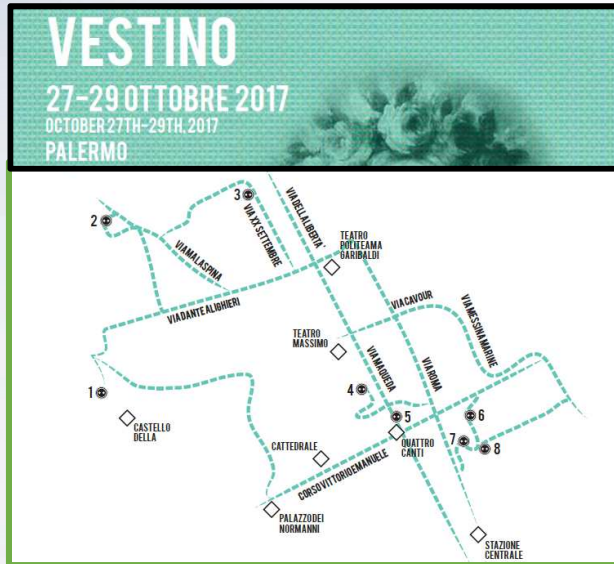 VESTINO
27-29 OTTOBRE 2017
OCTOBER 27TH-29TH, 2017
PALERMO
3
VIA XX SETTEMBRE
VIA DELLA LIBERTA'
2
TEATRO
POLITEAMA
GARIBALDI
VIA MALASPINA
VIA DANTE ALIGHIERI
VIA CAVOUR
VIA MESSINA MARINE
TEATRO
MASSIMO
VIA MAQUEDA
VIA ROMA
1
4
5
6
CASTELLO
DELLA
7
8
QUATTRO
CANTI
CATTEDRALE
CORSO VITTORIO EMANUELE
PALAZZO DEI
NORMANNI
STAZIONE
CENTRALE